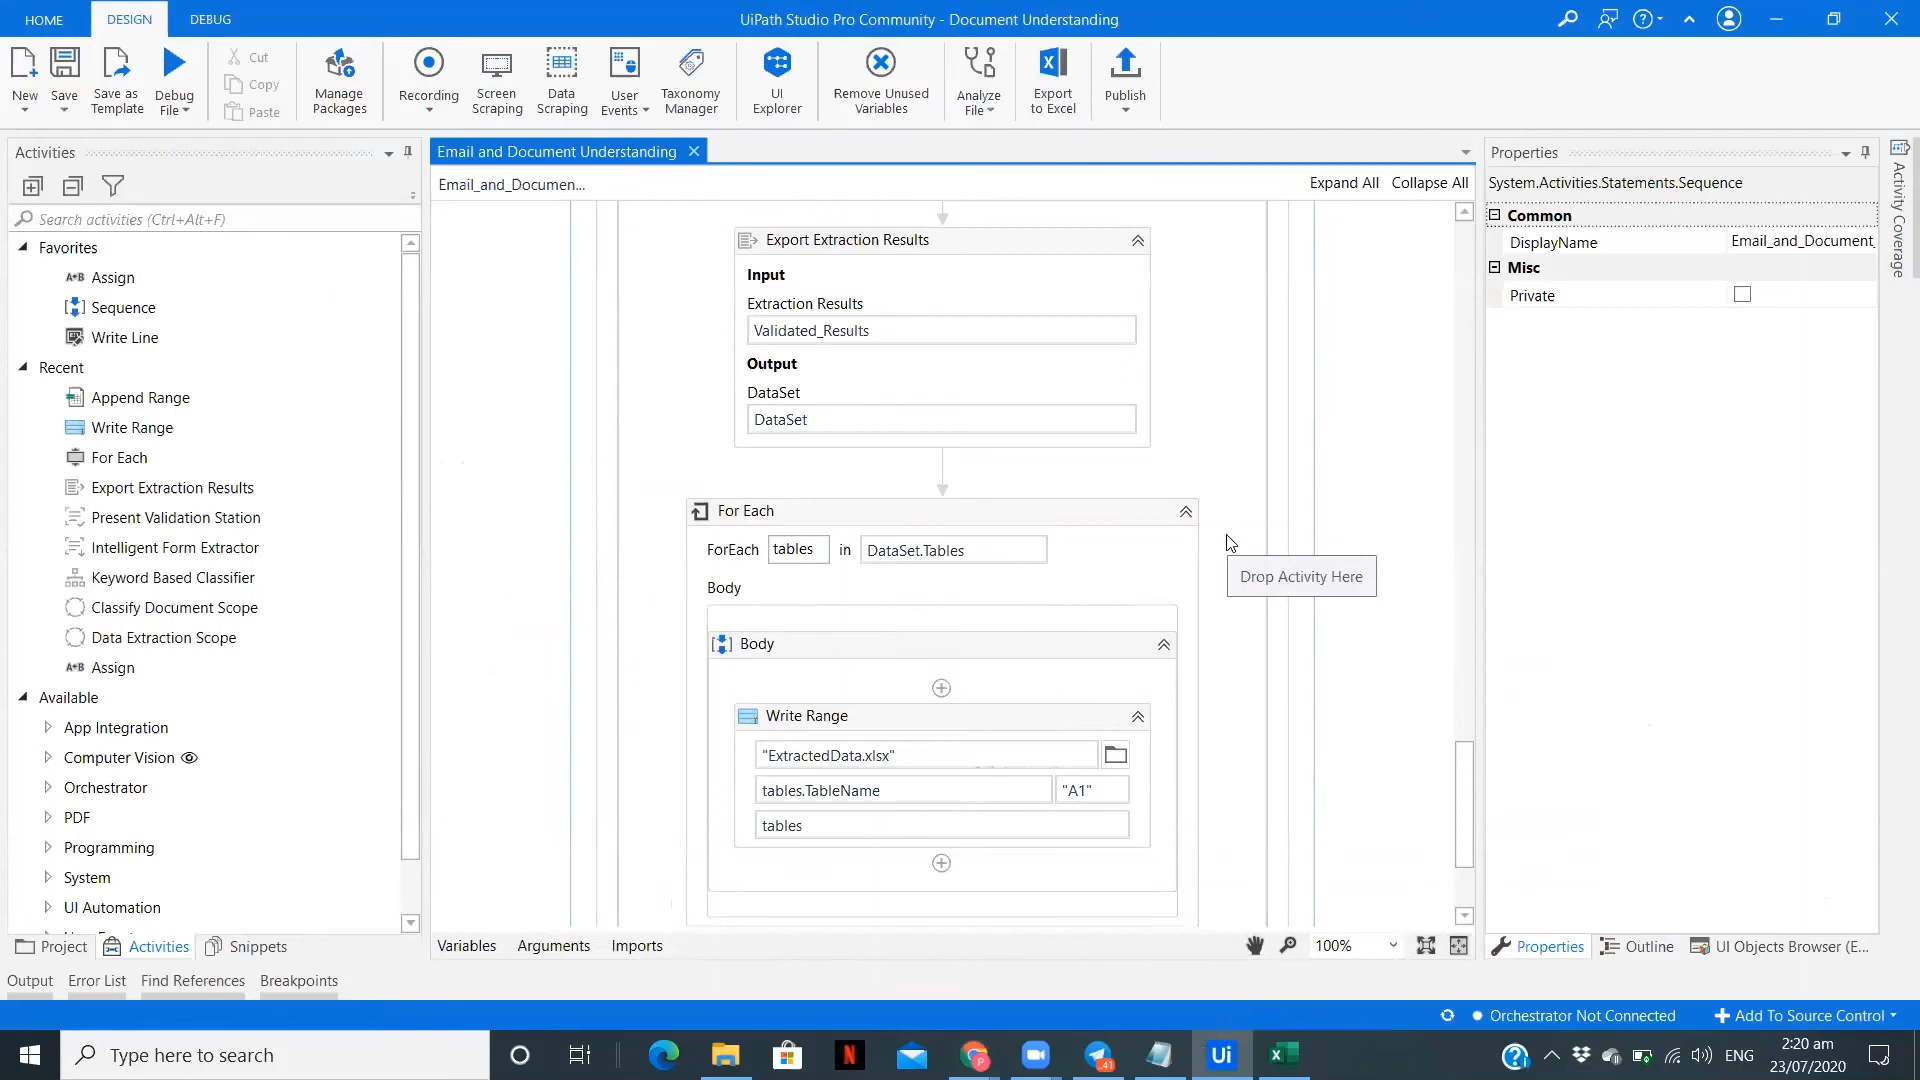 HOME
DESIGN
DEBUG
UiPath Studio Pro Community - Document Understanding
New
Save
Save as Template
Debug File
Cut
Copy
Paste
Manage Packages
Recording
Screen Scraping
Data Scraping
User Events
Taxonomy Manager
UI Explorer
Remove Unused Variables
Analyze File
Export to Excel
Publish
Activities
Search activities (Ctrl+Alt+F)
Favorites
Assign
Sequence
Write Line
Recent
Append Range
Write Range
For Each
Export Extraction Results
Present Validation Station
Intelligent Form Extractor
Keyword Based Classifier
Classify Document Scope
Data Extraction Scope
Assign
Available
App Integration
Computer Vision
Orchestrator
PDF
Programming
System
UI Automation
Project
Activities
Snippets
Email and Document Understanding
Email_and_Documen...
Expand All
Collapse All
Export Extraction Results
Input
Extraction Results
Validated_Results
Output
DataSet
DataSet
For Each
ForEach tables in DataSet.Tables
Body
Body
Write Range
"ExtractedData.xlsx"
tables.TableName
"A1"
tables
Drop Activity Here
Variables
Arguments
Imports
100%
Properties
System.Activities.Statements.Sequence
Common
DisplayName
Email_and_Document_
Misc
Private
Activity Coverage
Properties
Outline
UI Objects Browser (E...
Output
Error List
Find References
Breakpoints
Orchestrator Not Connected
Add To Source Control
Type here to search
41
Ui
ENG
2:20 am
23/07/2020